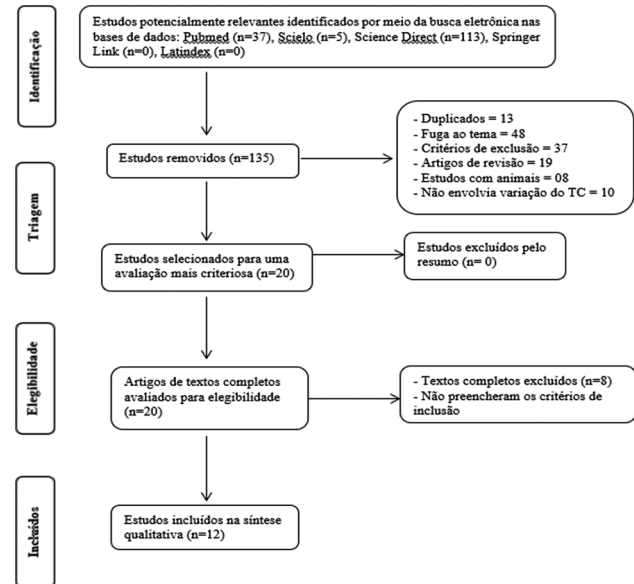 Identificação
Estudos potencialmente relevantes identificados por meio da busca eletrônica nas
bases de dados: Pubmed (n=37), Scielo (n=5), Science Direct (n=113), Springer
Link (n=0), Latindex (n=0)
Triagem
Estudos removidos (n=135)
- Duplicados = 13
- Fuga ao tema = 48
- Critérios de exclusão = 37
- Artigos de revisão = 19
- Estudos com animais = 08
- Não envolvia variação do TC = 10
Estudos selecionados para uma
avaliação mais criteriosa (n=20)
Estudos excluídos pelo
resumo (n= 0)
Elegibilidade
Artigos de textos completos
avaliados para elegibilidade
(n=20)
- Textos completos excluídos (n=8)
- Não preencheram os critérios de
inclusão
Incluídos
Estudos incluídos na síntese
qualitativa (n=12)